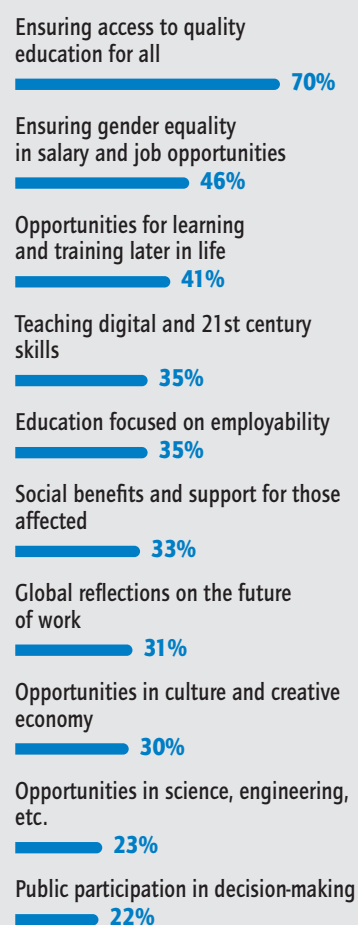 Ensuring access to quality
education for all
70%
Ensuring gender equality
in salary and job opportunities
46%
Opportunities for learning
and training later in life
41%
Teaching digital and 21st century
skills
35%
Education focused on employability
35%
Social benefits and support for those
affected
33%
Global reflections on the future
of work
31%
Opportunities in culture and creative
economy
30%
Opportunities in science, engineering,
etc.
23%
Public participation in decision-making
22%